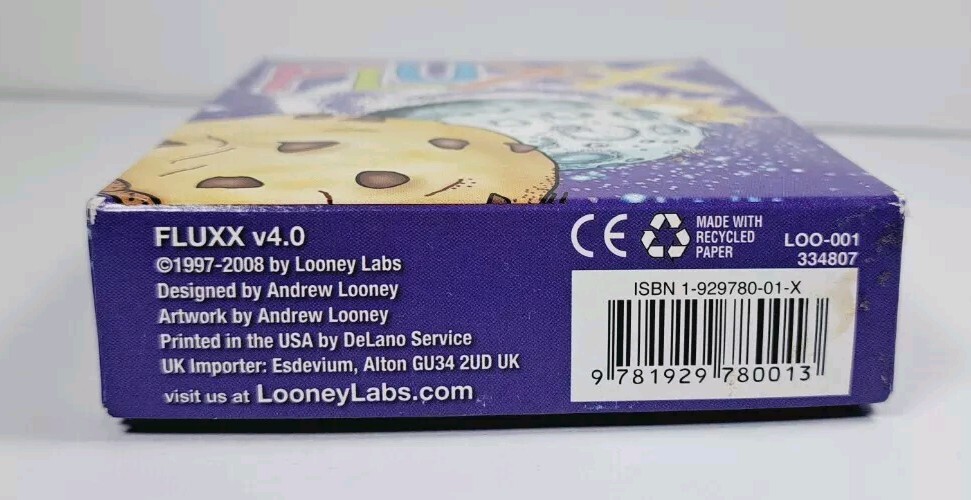 FLUXX
FLUXX v4.0
©1997-2008 by Looney Labs
Designed by Andrew Looney
Artwork by Andrew Looney
Printed in the USA by DeLano Service
UK Importer: Esdevium, Alton GU34 2UD UK
visit us at LooneyLabs.com
CE
MADE WITH
RECYCLED
PAPER
LOO-001
334807
ISBN 1-929780-01-X
9 781929 780013